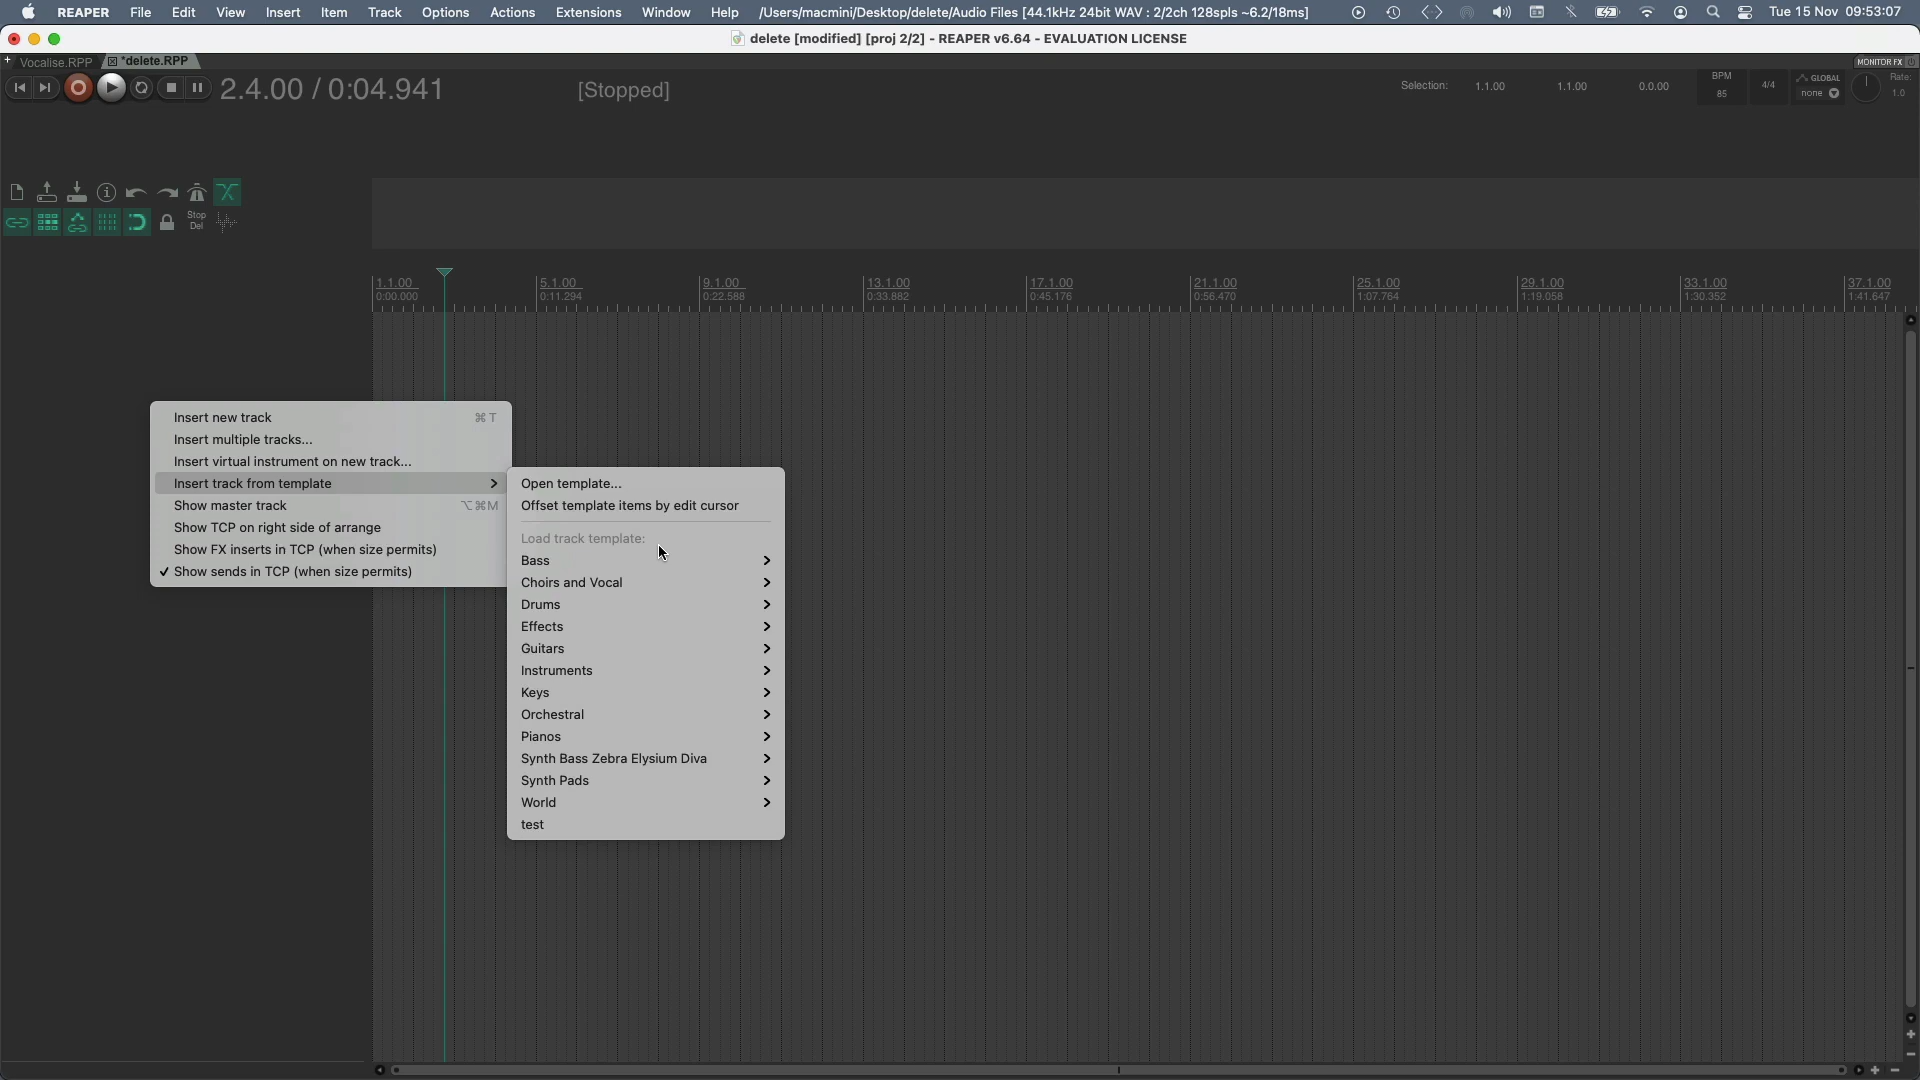 REAPER File Edit View Insert Item Track Options Actions Extensions Window Help /Users/macmini/Desktop/delete/Audio Files [44.1kHz 24bit WAV : 2/2ch 128spls ~6.2/18ms] Tue 15 Nov 09:53:07
delete [modified] [proj 2/2] - REAPER v6.64 - EVALUATION LICENSE
+ Vocalise.RPP *delete.RPP MONITOR FX
2.4.00 / 0:04.941 [Stopped] Selection: 1.1.00 1.1.00 0.0.00 BPM 85 4/4 GLOBAL none Rate: 1.0
Stop
Del
1.1.00 5.1.00 9.1.00 13.1.00 17.1.00 21.1.00 25.1.00 29.1.00 33.1.00 37.1.00
0:00.000 0:11.294 0:22.588 0:33.882 0:45.176 0:56.470 1:07.764 1:19.058 1:30.352 1:41.647
Insert new track ⌘T
Insert multiple tracks...
Insert virtual instrument on new track...
Insert track from template
Show master track ⌥⌘M
Show TCP on right side of arrange
Show FX inserts in TCP (when size permits)
✓ Show sends in TCP (when size permits)
Open template...
Offset template items by edit cursor
Load track template:
Bass
Choirs and Vocal
Drums
Effects
Guitars
Instruments
Keys
Orchestral
Pianos
Synth Bass Zebra Elysium Diva
Synth Pads
World
test